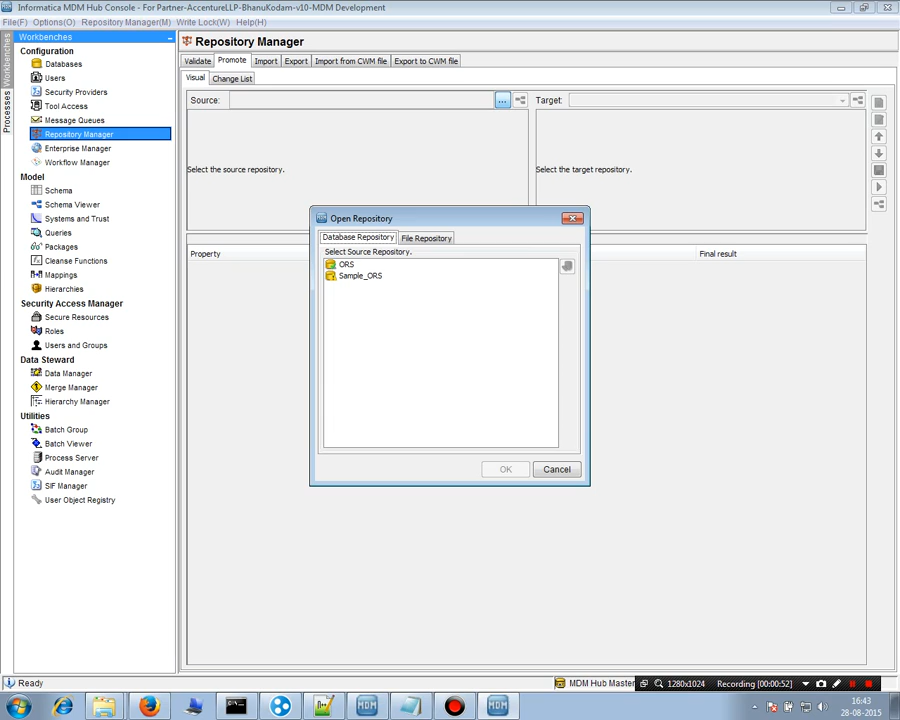 Informatica MDM Hub Console - For Partner-AccentureLLP-BhanuKodam-v10-MDM Development
File(F) Options(O) Repository Manager(M) Write Lock(W) Help(H)
Workbenches
Processes
Workbenches
Configuration
Databases
Users
Security Providers
Tool Access
Message Queues
Repository Manager
Enterprise Manager
Workflow Manager
Model
Schema
Schema Viewer
Systems and Trust
Queries
Packages
Cleanse Functions
Mappings
Hierarchies
Security Access Manager
Secure Resources
Roles
Users and Groups
Data Steward
Data Manager
Merge Manager
Hierarchy Manager
Utilities
Batch Group
Batch Viewer
Process Server
Audit Manager
SIF Manager
User Object Registry
Repository Manager
Validate Promote Import Export Import from CWM file Export to CWM file
Visual Change List
Source: ... Target:
Select the source repository. Select the target repository.
Property Final result
Open Repository
Database Repository File Repository
Select Source Repository.
ORS
Sample_ORS
OK Cancel
Ready
MDM Hub Master
1280x1024 Recording [00:00:52]
MDM MDM
16:43
28-08-2015